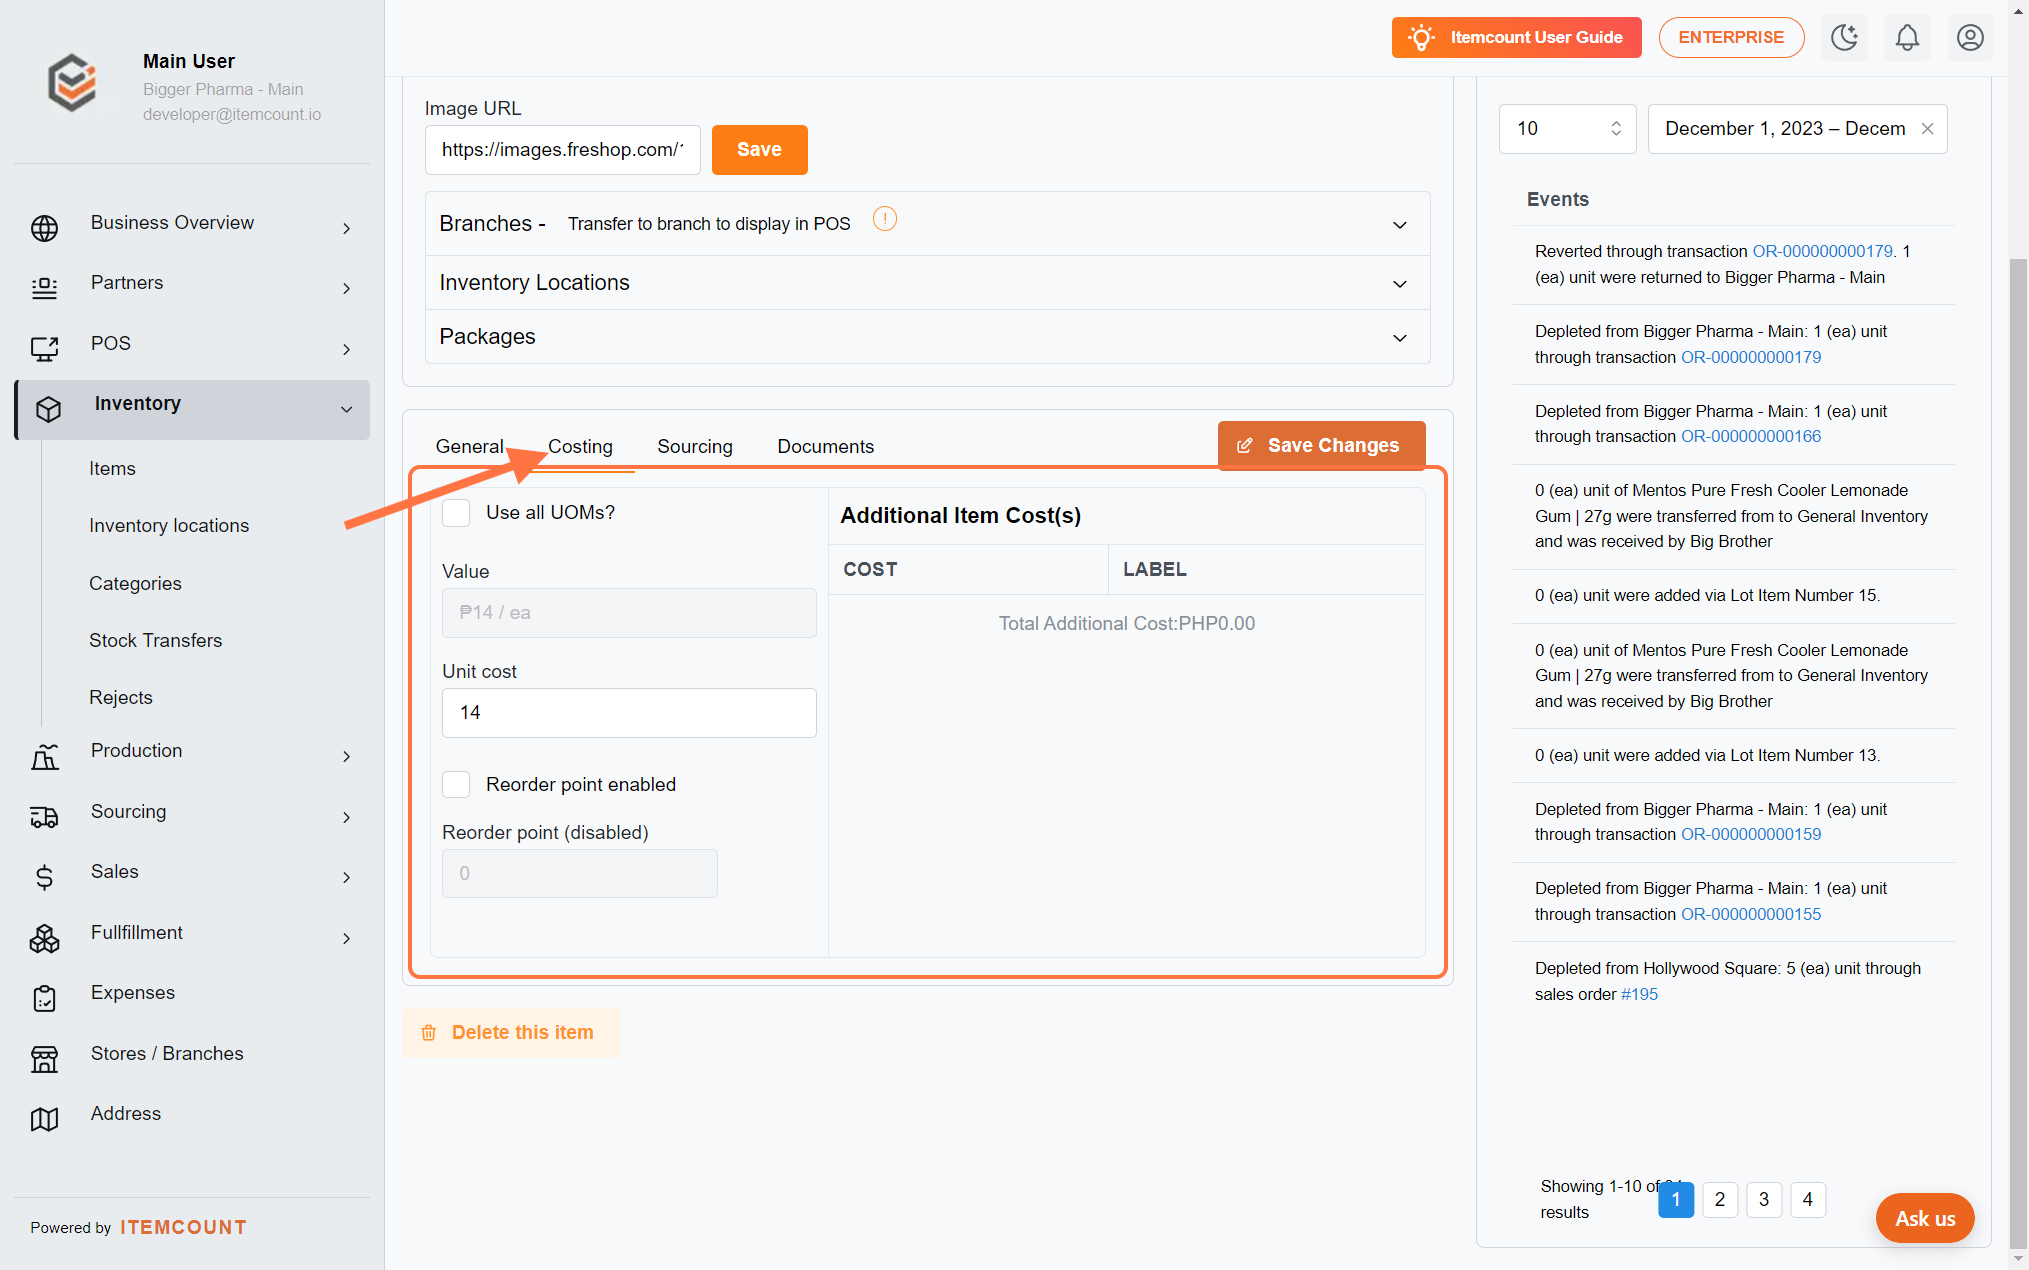 Main User
Bigger Pharma - Main
developer@itemcount.io
Business Overview
Partners
POS
Inventory
Items
Inventory locations
Categories
Stock Transfers
Rejects
Production
Sourcing
Sales
Fullfillment
Expenses
Stores / Branches
Address
Powered by ITEMCOUNT
Itemcount User Guide
ENTERPRISE
Image URL
https://images.freshop.com/
Save
Branches - Transfer to branch to display in POS
Inventory Locations
Packages
General
Costing
Sourcing
Documents
Save Changes
Use all UOMs?
Value
₱14 / ea
Unit cost
14
Reorder point enabled
Reorder point (disabled)
0
Additional Item Cost(s)
COST LABEL
Total Additional Cost:PHP0.00
Delete this item
10
December 1, 2023 – Decem
Events
Reverted through transaction OR-000000000179. 1
(ea) unit were returned to Bigger Pharma - Main
Depleted from Bigger Pharma - Main: 1 (ea) unit
through transaction OR-000000000179
Depleted from Bigger Pharma - Main: 1 (ea) unit
through transaction OR-000000000166
0 (ea) unit of Mentos Pure Fresh Cooler Lemonade
Gum | 27g were transferred from to General Inventory
and was received by Big Brother
0 (ea) unit were added via Lot Item Number 15.
0 (ea) unit of Mentos Pure Fresh Cooler Lemonade
Gum | 27g were transferred from to General Inventory
and was received by Big Brother
0 (ea) unit were added via Lot Item Number 13.
Depleted from Bigger Pharma - Main: 1 (ea) unit
through transaction OR-000000000159
Depleted from Bigger Pharma - Main: 1 (ea) unit
through transaction OR-000000000155
Depleted from Hollywood Square: 5 (ea) unit through
sales order #195
Showing 1-10 of
results
1 2 3 4
Ask us